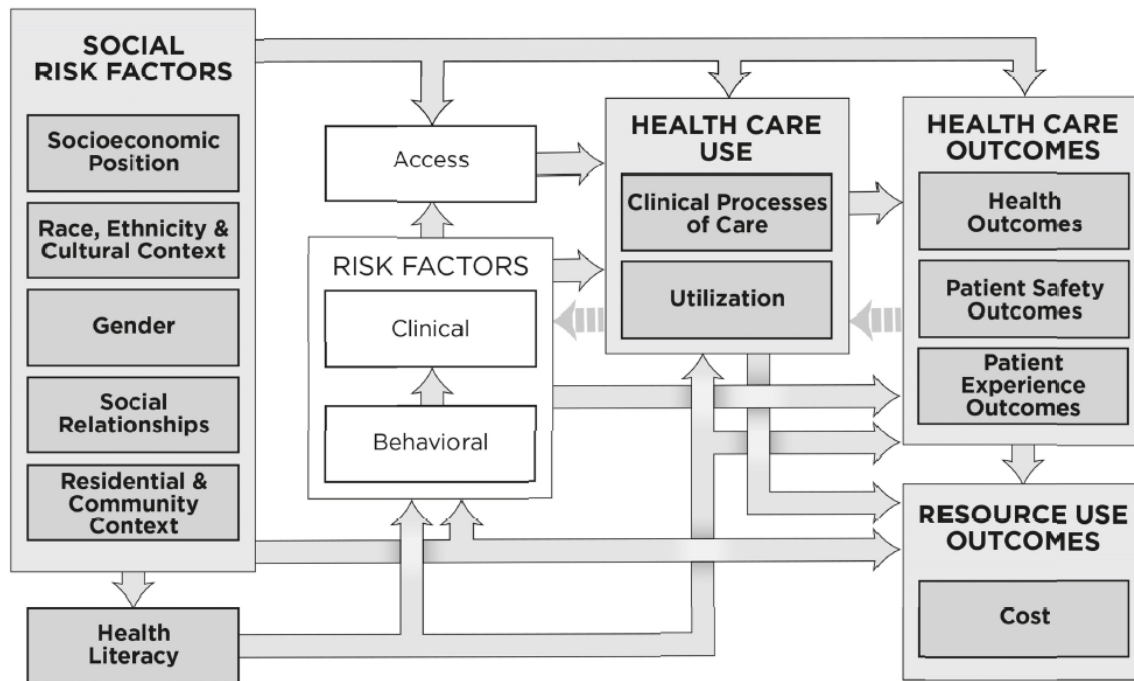 SOCIAL
RISK FACTORS
Socioeconomic
Position
Race, Ethnicity &
Cultural Context
Gender
Social
Relationships
Residential &
Community
Context
Health
Literacy
Access
RISK FACTORS
Clinical
Behavioral
HEALTH CARE
USE
Clinical Processes
of Care
Utilization
HEALTH CARE
OUTCOMES
Health
Outcomes
Patient Safety
Outcomes
Patient
Experience
Outcomes
RESOURCE USE
OUTCOMES
Cost